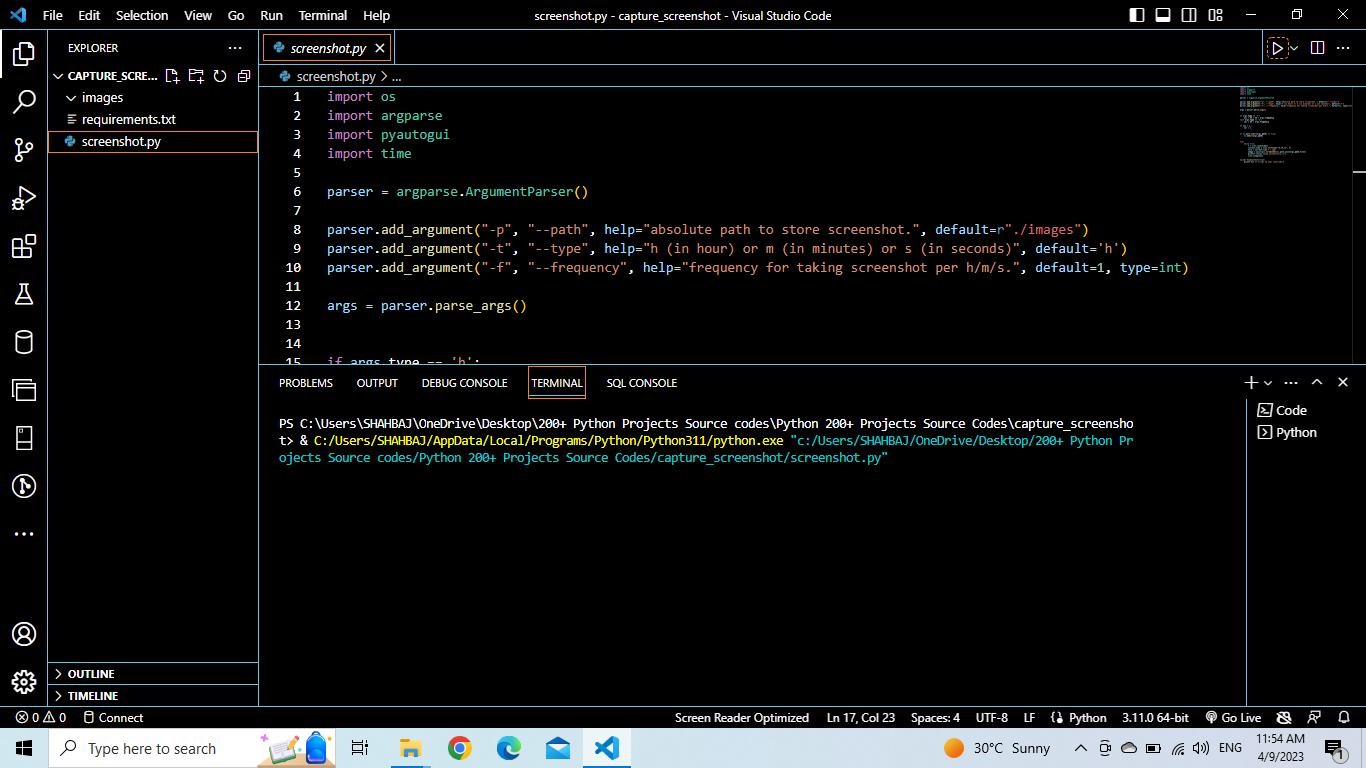 File Edit Selection View Go Run Terminal Help
screenshot.py - capture_screenshot - Visual Studio Code
EXPLORER
CAPTURE_SCRE...
images
requirements.txt
screenshot.py
OUTLINE
TIMELINE
screenshot.py
screenshot.py > ...
1 import os
2 import argparse
3 import pyautogui
4 import time
5
6 parser = argparse.ArgumentParser()
7
8 parser.add_argument("-p", "--path", help="absolute path to store screenshot.", default=r"./images")
9 parser.add_argument("-t", "--type", help="h (in hour) or m (in minutes) or s (in seconds)", default='h')
10 parser.add_argument("-f", "--frequency", help="frequency for taking screenshot per h/m/s.", default=1, type=int)
11
12 args = parser.parse_args()
13
14
15 if args.type == 'h':
PROBLEMS OUTPUT DEBUG CONSOLE TERMINAL SQL CONSOLE
PS C:\Users\SHAHBAJ\OneDrive\Desktop\200+ Python Projects Source codes\Python 200+ Projects Source Codes\capture_screensho
t> & C:/Users/SHAHBAJ/AppData/Local/Programs/Python/Python311/python.exe "c:/Users/SHAHBAJ/OneDrive/Desktop/200+ Python Pr
ojects Source codes/Python 200+ Projects Source Codes/capture_screenshot/screenshot.py"
Code
Python
0 0 Connect
Screen Reader Optimized Ln 17, Col 23 Spaces: 4 UTF-8 LF Python 3.11.0 64-bit Go Live
Type here to search
30°C Sunny
ENG
11:54 AM
4/9/2023
1